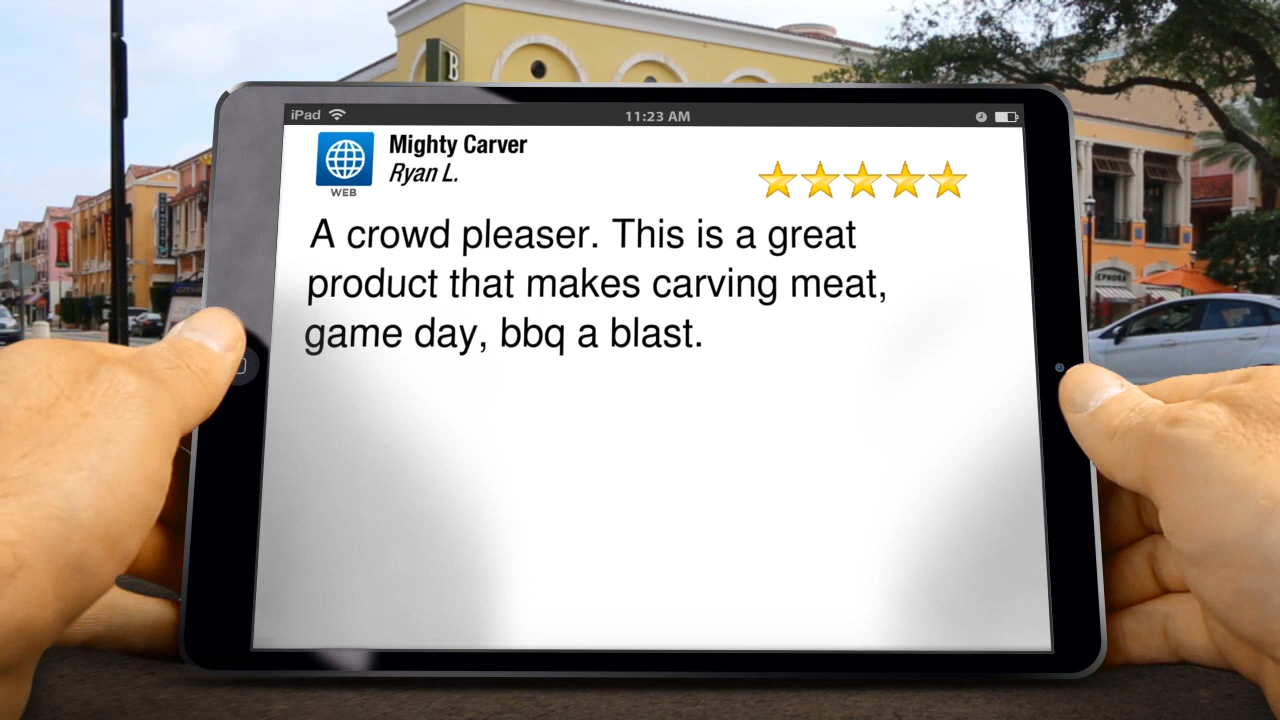 B
iPad
11:23 AM
Mighty Carver
Ryan L.
WEB
A crowd pleaser. This is a great
product that makes carving meat,
game day, bbq a blast.
SEPHORA